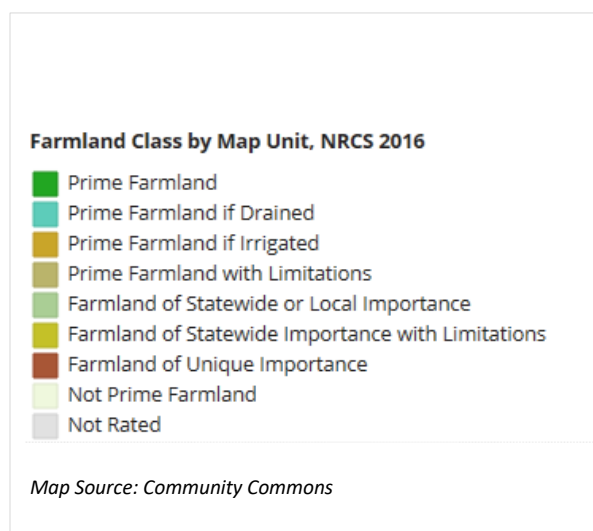 Farmland Class by Map Unit, NRCS 2016
Prime Farmland
Prime Farmland if Drained
Prime Farmland if Irrigated
Prime Farmland with Limitations
Farmland of Statewide or Local Importance
Farmland of Statewide Importance with Limitations
Farmland of Unique Importance
Not Prime Farmland
Not Rated
Map Source: Community Commons